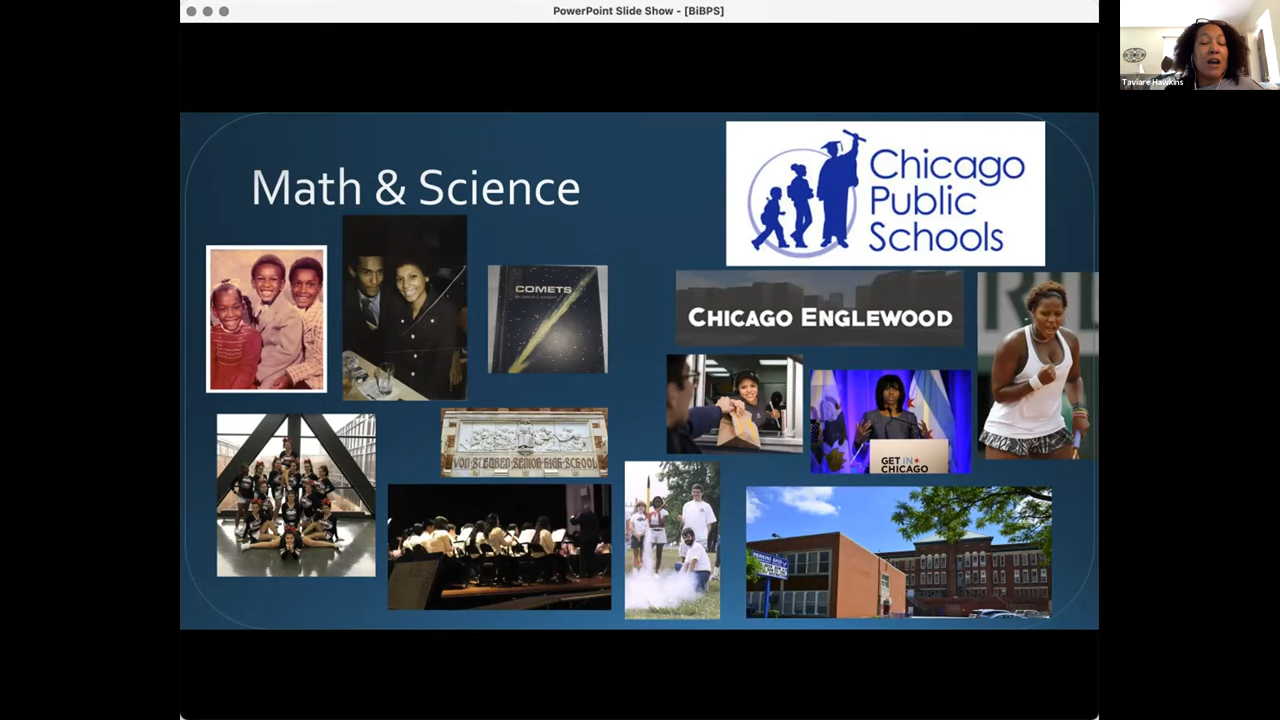 PowerPoint Slide Show - [BiBPS]
Taviare Hawkins
Math & Science
Chicago
Public
Schools
COMETS
CHICAGO ENGLEWOOD
GET IN
CHICAGO
VON STEUBEN SENIOR HIGH SCHOOL